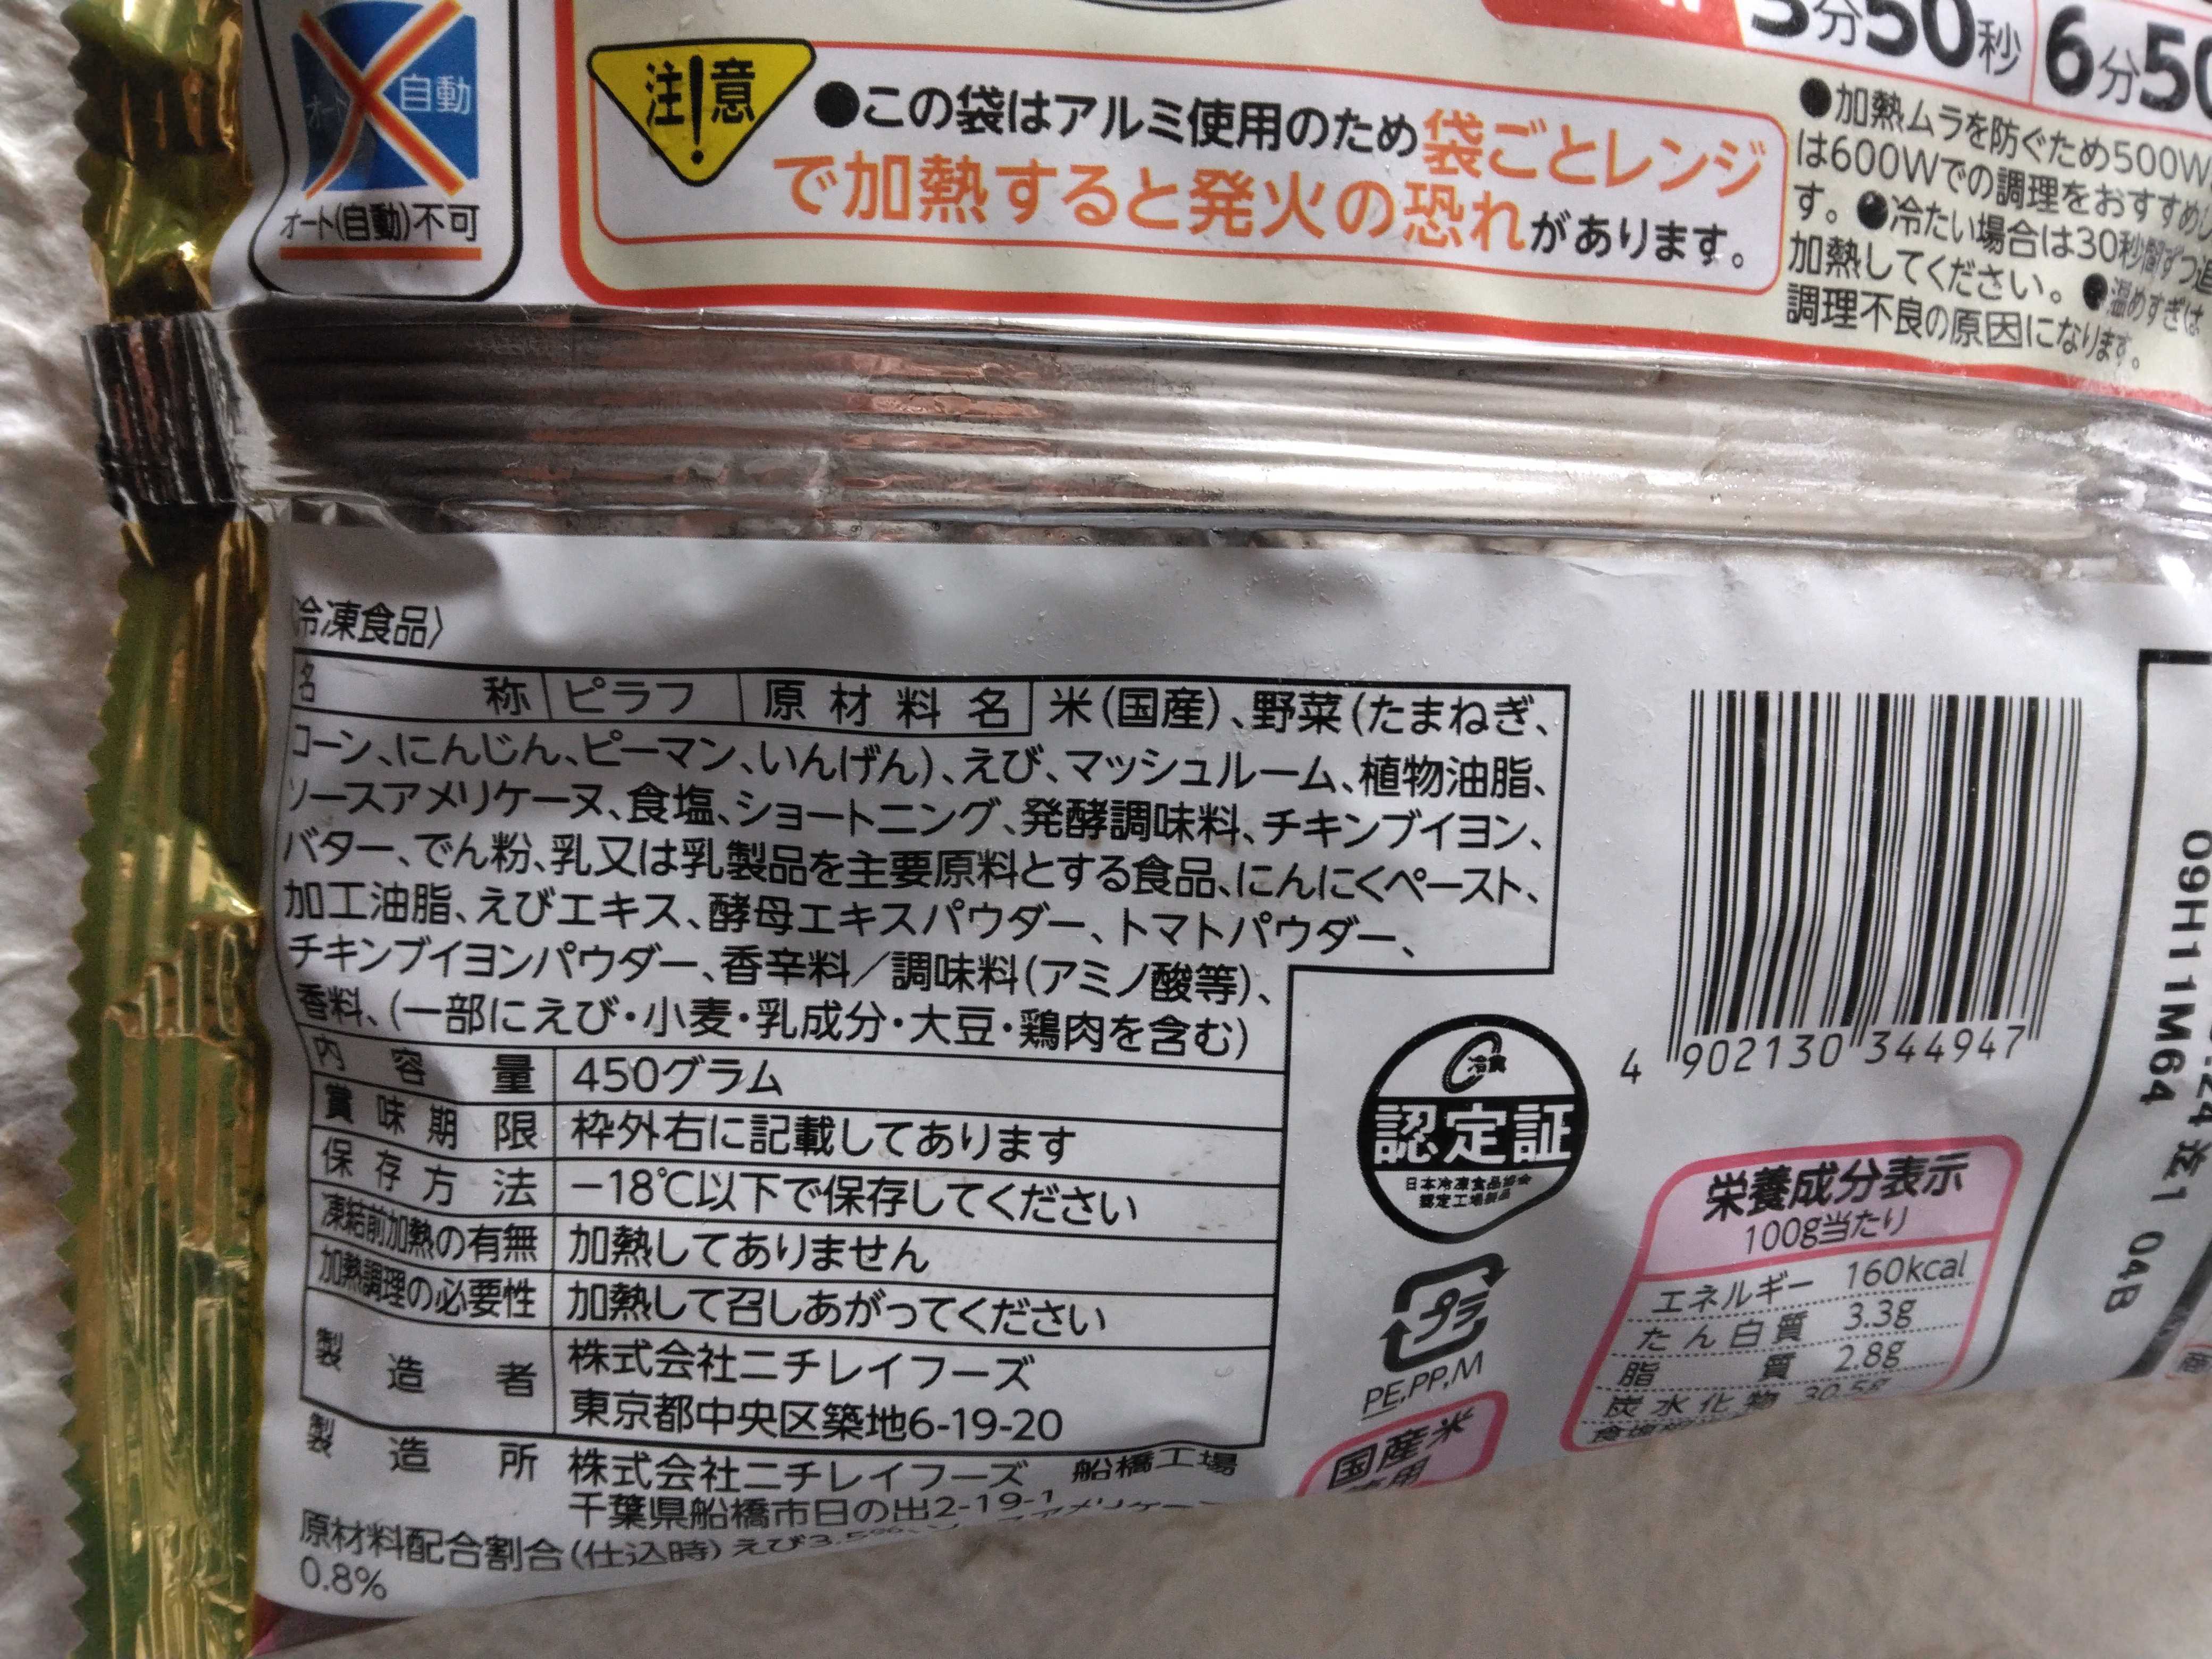 自動
オート(自動)不可
注意
●この袋はアルミ使用のため袋ごとレンジ
で加熱すると発火の恐れがあります。
5分50秒
6分50
●加熱ムラを防ぐため500W
は600Wでの調理をおすすめし
す。●冷たい場合は30秒間ずつ追
加熱してください。●温めすぎは
調理不良の原因になります。
冷凍食品〉
名称 ピラフ 原材料名 米(国産)、野菜(たまねぎ、
コーン、にんじん、ピーマン、いんげん)、えび、マッシュルーム、植物油脂、
ソースアメリケーヌ、食塩、ショートニング、発酵調味料、チキンブイヨン、
バター、でん粉、乳又は乳製品を主要原料とする食品、にんにくペースト、
加工油脂、えびエキス、酵母エキスパウダー、トマトパウダー、
チキンブイヨンパウダー、香辛料/調味料(アミノ酸等)、
香料、(一部にえび・小麦・乳成分・大豆・鶏肉を含む)
内容量 450グラム
賞味期限 枠外右に記載してあります
保存方法 −18℃以下で保存してください
凍結前加熱の有無 加熱してありません
加熱調理の必要性 加熱して召しあがってください
製造者 株式会社ニチレイフーズ
東京都中央区築地6-19-20
製造所 株式会社ニチレイフーズ 船橋工場
千葉県船橋市日の出2-19-1
原材料配合割合(仕込時)えび3.5%、
0.8%
冷食
認定証
日本冷凍食品協会
認定工場製品
プラ
PE,PP,M
国産米
使用
4 902130 344947
栄養成分表示
100g当たり
エネルギー 160kcal
たん白質 3.3g
脂質 2.8g
炭水化物 30.5g
09H11M64
04B